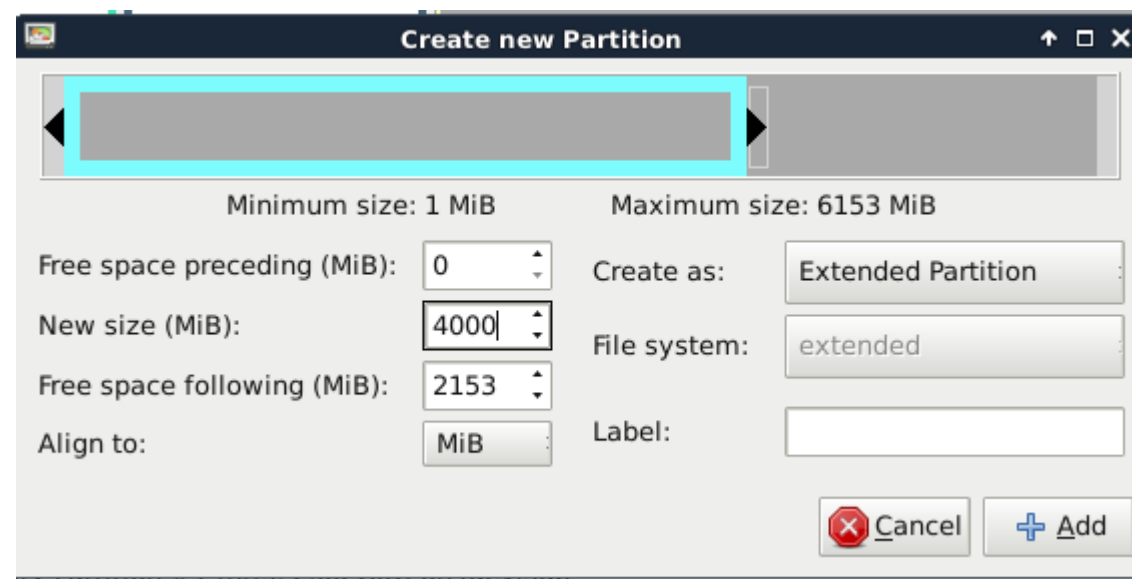 Create new Partition
Minimum size: 1 MiB Maximum size: 6153 MiB
Free space preceding (MiB): 0
New size (MiB): 4000
Free space following (MiB): 2153
Align to: MiB
Create as: Extended Partition
File system: extended
Label:
Cancel Add